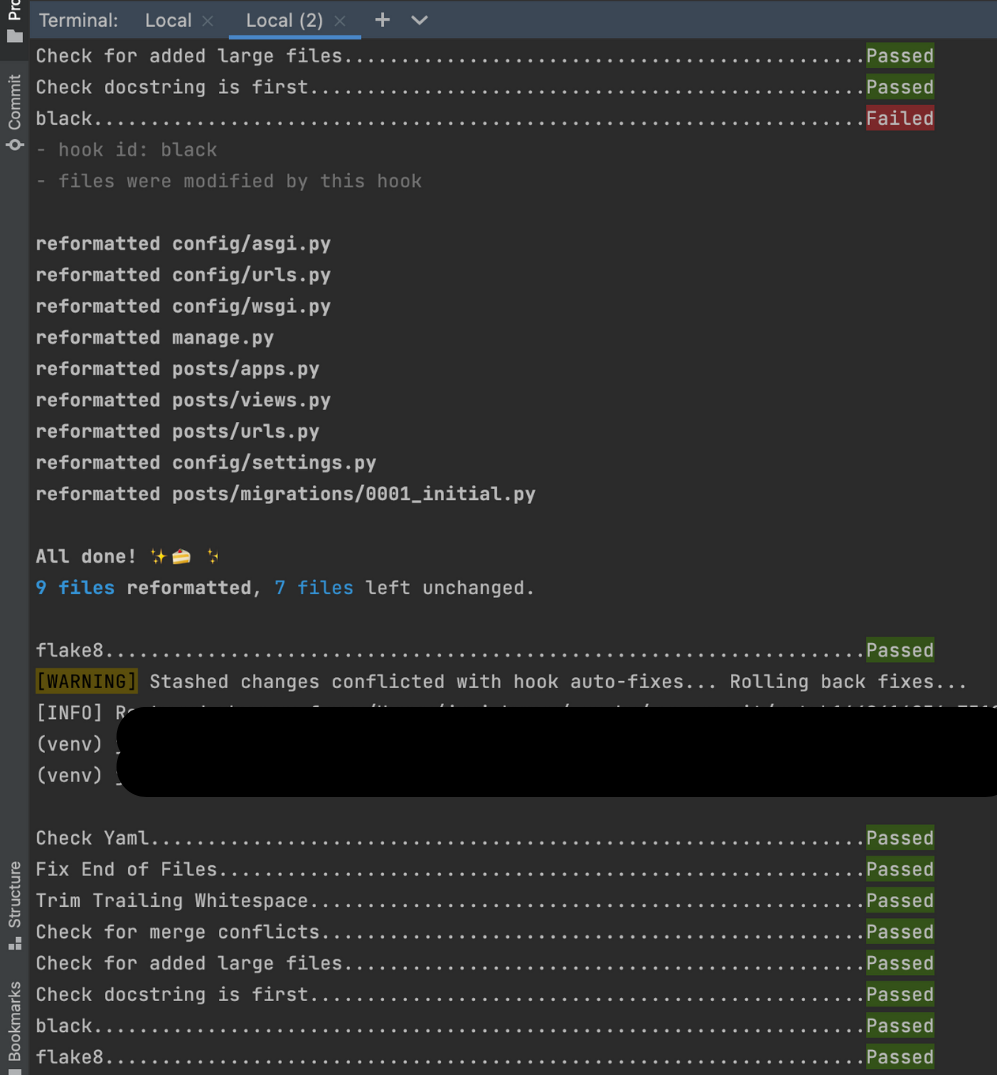 Terminal: Local Local (2)
Commit
Check for added large files..............................................Passed
Check docstring is first.................................................Passed
black....................................................................Failed
- hook id: black
- files were modified by this hook
reformatted config/asgi.py
reformatted config/urls.py
reformatted config/wsgi.py
reformatted manage.py
reformatted posts/apps.py
reformatted posts/views.py
reformatted posts/urls.py
reformatted config/settings.py
reformatted posts/migrations/0001_initial.py
All done! ✨🍰 ✨
9 files reformatted, 7 files left unchanged.
flake8...................................................................Passed
[WARNING] Stashed changes conflicted with hook auto-fixes... Rolling back fixes...
[INFO]
(venv)
(venv)
Check Yaml...............................................................Passed
Fix End of Files.........................................................Passed
Trim Trailing Whitespace.................................................Passed
Check for merge conflicts................................................Passed
Check for added large files..............................................Passed
Check docstring is first.................................................Passed
black....................................................................Passed
flake8...................................................................Passed
Structure
Bookmarks